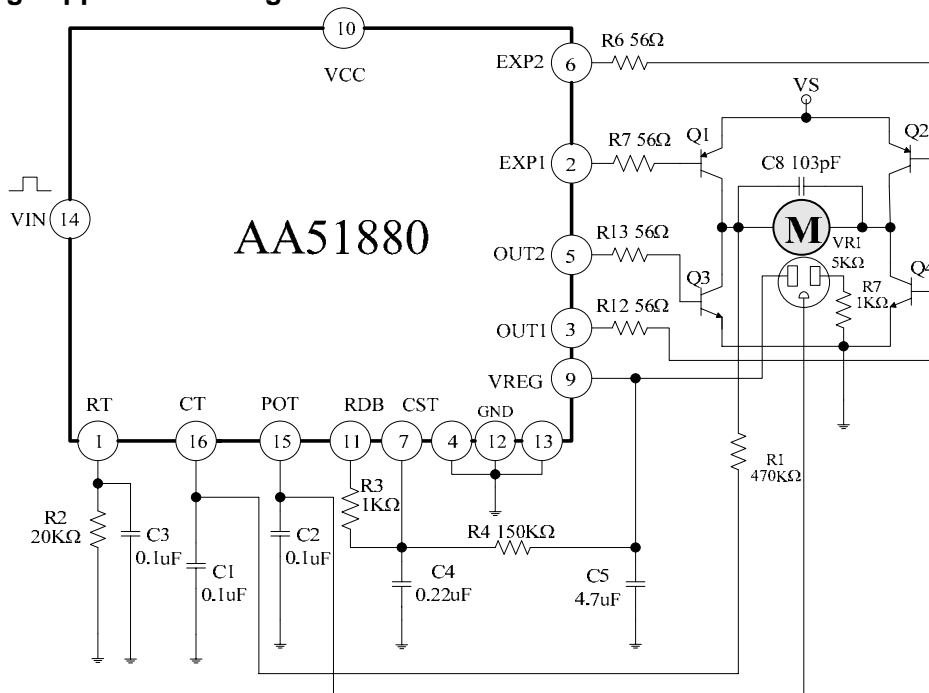 10
VCC
EXP2
6
R6 56Ω
VS
Q1
Q2
EXP1
2
R7 56Ω
C8 103pF
VIN
14
AA51880
M
VR1
5KΩ
OUT2
5
R13 56Ω
Q3
Q4
R7
1KΩ
OUT1
3
R12 56Ω
VREG
9
RT
CT
POT
RDB
CST
GND
1
16
15
11
7
4
12
13
R1
470KΩ
R2
20KΩ
C3
0.1uF
C1
0.1uF
C2
0.1uF
R3
1KΩ
R4 150KΩ
C4
0.22uF
C5
4.7uF